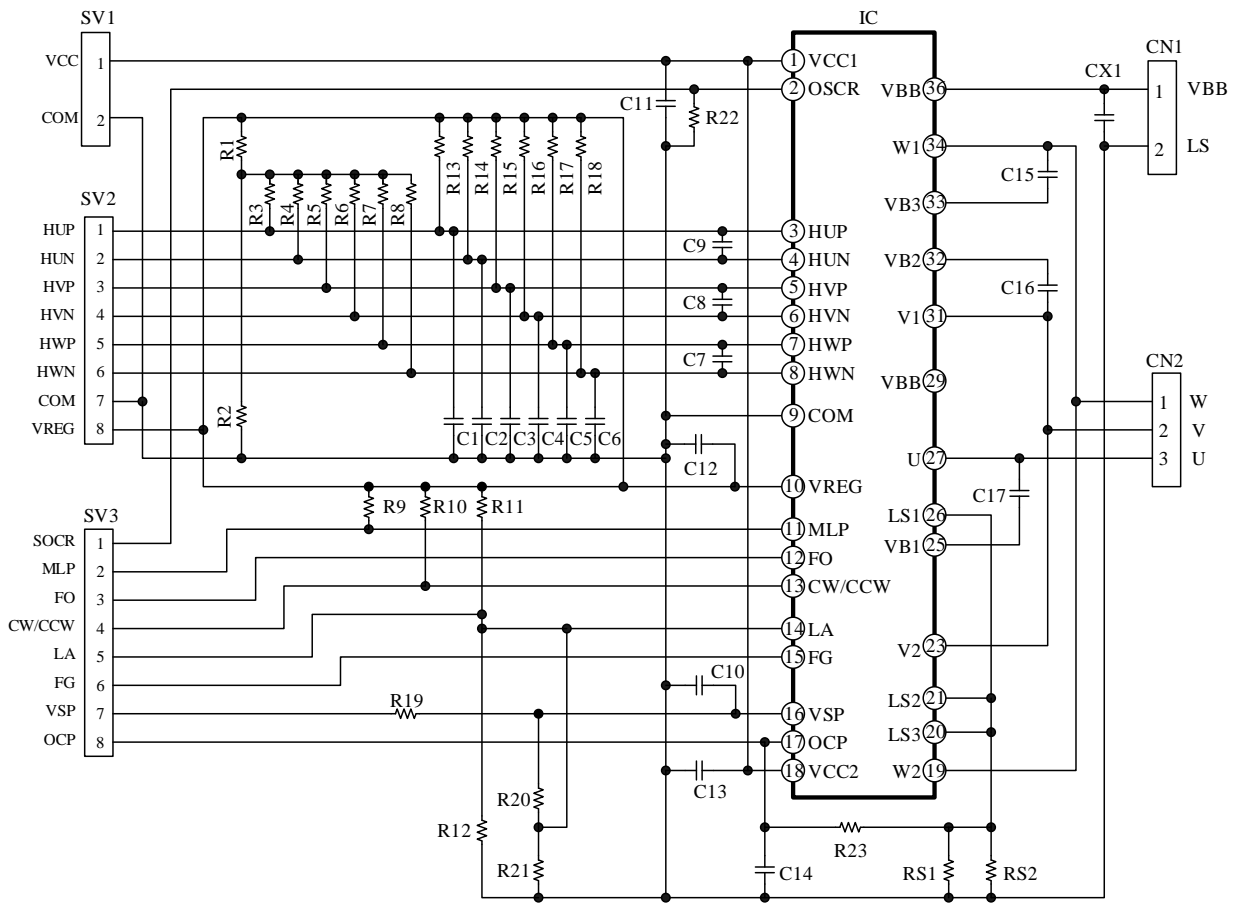 SV1
IC
CN1
VCC 1
1 VCC1
2 OSCR
VBB 36
CX1
1 VBB
COM 2
C11
R22
2 LS
R1
R13
R14
R15
R16
R17
R18
W1 34
C15
VB3 33
SV2
R3
R4
R5
R6
R7
R8
HUP 1
3 HUP
HUN 2
C9
4 HUN
VB2 32
HVP 3
5 HVP
C16
HVN 4
C8
6 HVN
V1 31
HWP 5
7 HWP
HWN 6
C7
8 HWN
VBB 29
CN2
COM 7
R2
9 COM
1 W
VREG 8
C1
C2
C3
C4
C5
C6
2 V
C12
U 27
3 U
10 VREG
C17
R9
R10
R11
LS1 26
SV3
11 MLP
VB1 25
SOCR 1
12 FO
MLP 2
13 CW/CCW
FO 3
CW/CCW 4
14 LA
LA 5
15 FG
V2 23
FG 6
C10
R19
LS2 21
VSP 7
16 VSP
OCP 8
17 OCP
LS3 20
18 VCC2
W2 19
C13
R20
R12
R23
R21
C14
RS1
RS2